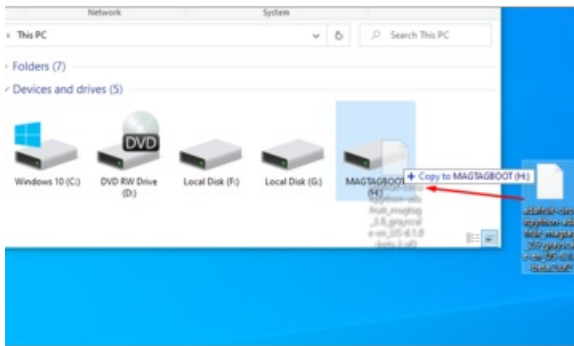 Network System
This PC
Search This PC
Folders (7)
Devices and drives (5)
DVD
Windows 10 (C:)
DVD RW Drive (D:)
Local Disk (F:)
Local Disk (G:)
MAGTAGBOOT (H:)
+ Copy to MAGTAGBOOT (H:)